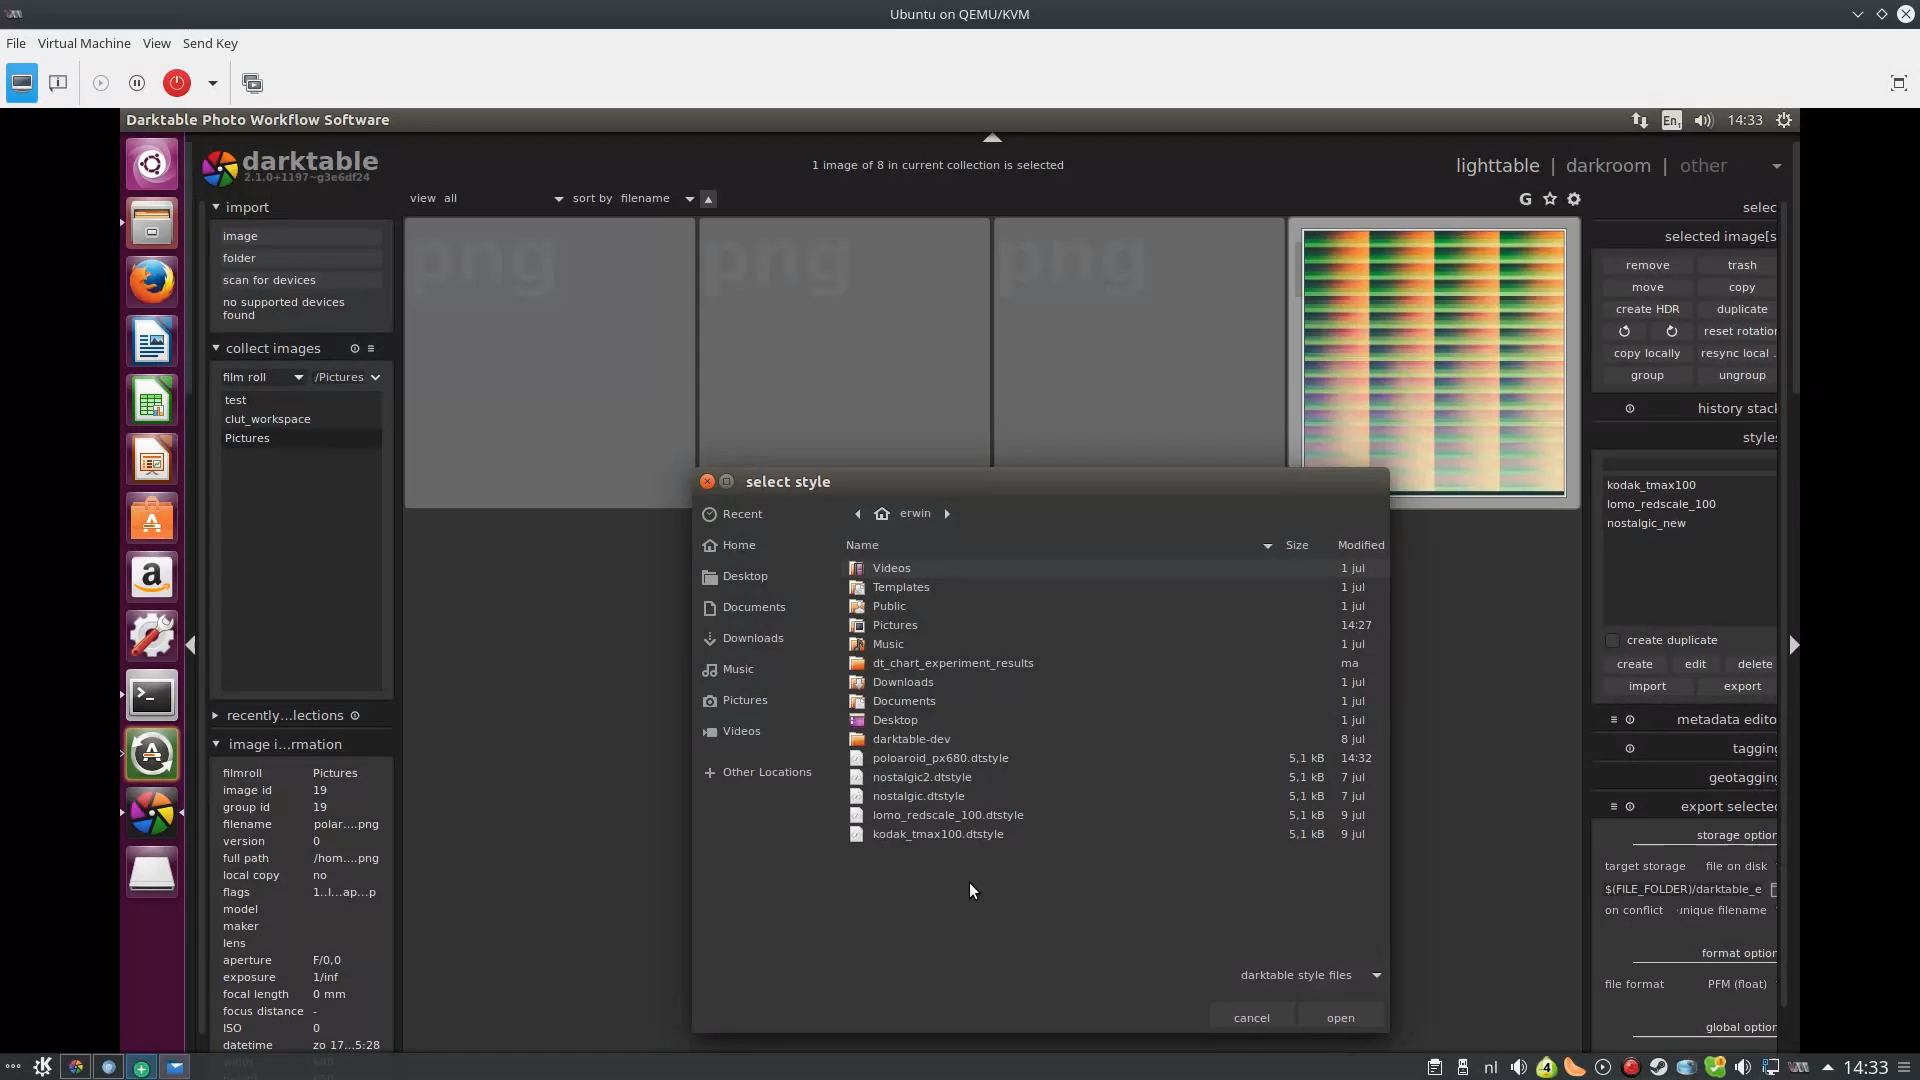 Ubuntu on QEMU/KVM
File Virtual Machine View Send Key
Darktable Photo Workflow Software
En1 14:33
darktable
2.1.0+1197~g3e6df24
1 image of 8 in current collection is selected
lighttable | darkroom | other
view all sort by filename
G
import
image
folder
scan for devices
no supported devices
found
collect images
film roll /Pictures
test
clut_workspace
Pictures
recently...lections
image i...rmation
filmroll Pictures
image id 19
group id 19
filename polar....png
version 0
full path /hom....png
local copy no
flags 1..l...ap...p
model
maker
lens
aperture F/0,0
exposure 1/inf
focal length 0 mm
focus distance -
ISO 0
datetime zo 17...5:28
png
png
png
select style
Recent
Home
Desktop
Documents
Downloads
Music
Pictures
Videos
Other Locations
erwin
Name Size Modified
Videos 1 jul
Templates 1 jul
Public 1 jul
Pictures 14:27
Music 1 jul
dt_chart_experiment_results ma
Downloads 1 jul
Documents 1 jul
Desktop 1 jul
darktable-dev 8 jul
poloaroid_px680.dtstyle 5,1 kB 14:32
nostalgic2.dtstyle 5,1 kB 7 jul
nostalgic.dtstyle 5,1 kB 7 jul
lomo_redscale_100.dtstyle 5,1 kB 9 jul
kodak_tmax100.dtstyle 5,1 kB 9 jul
darktable style files
cancel open
selec
selected image[s
remove trash
move copy
create HDR duplicate
reset rotation
copy locally resync local .
group ungroup
history stack
styles
kodak_tmax100
lomo_redscale_100
nostalgic_new
create duplicate
create edit delete
import export
metadata edito
tagging
geotagging
export selected
storage option
target storage file on disk
$(FILE_FOLDER)/darktable_e
on conflict unique filename
format option
file format PFM (float)
global option
nl 4 14:33